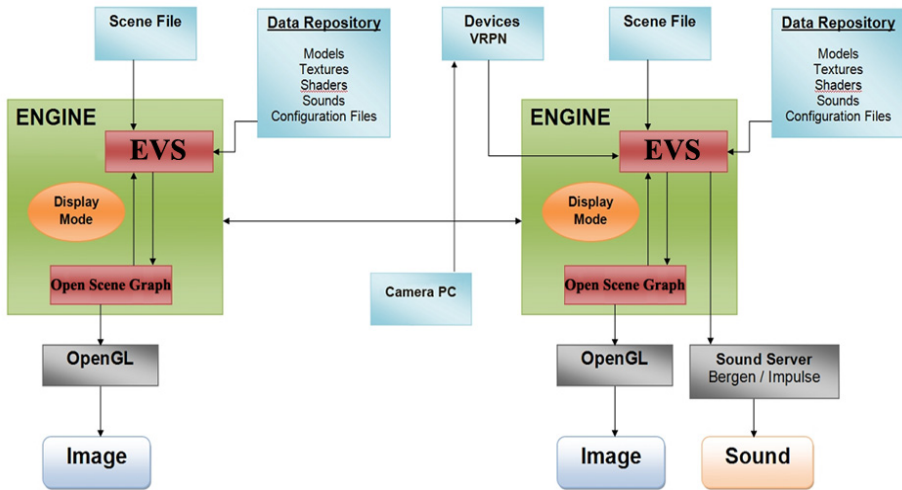 Scene File
Data Repository
Models
Textures
Shaders
Sounds
Configuration Files
ENGINE
EVS
Display
Mode
Open Scene Graph
OpenGL
Image
Devices
VRPN
Camera PC
Scene File
Data Repository
Models
Textures
Shaders
Sounds
Configuration Files
ENGINE
EVS
Display
Mode
Open Scene Graph
OpenGL
Image
Sound Server
Bergen / Impulse
Sound